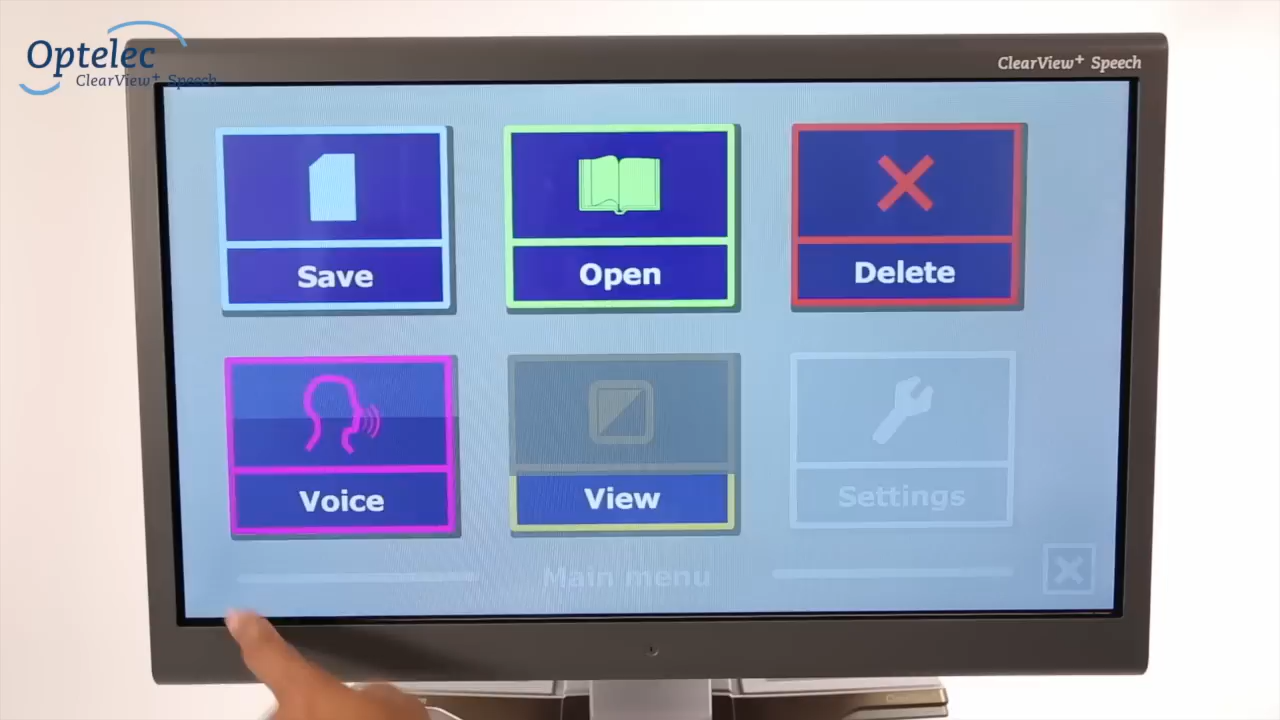 Optelec
ClearView+ Speech
ClearView+ Speech
Save
Open
Delete
Voice
View
Settings
Main menu